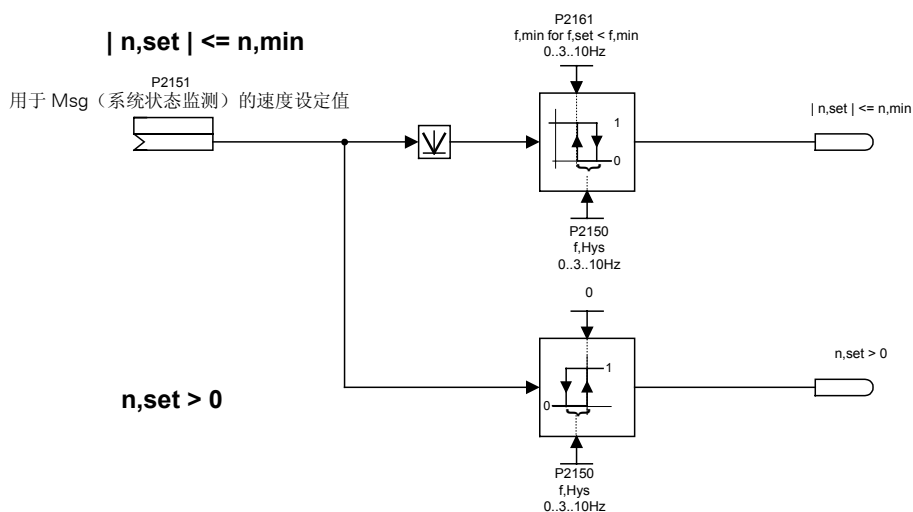 | n,set | <= n,min
P2151
用于 Msg（系统状态监测）的速度设定值
P2161
f,min for f,set < f,min
0..3..10Hz
1
0
P2150
f,Hys
0..3..10Hz
| n,set | <= n,min
n,set > 0
0
1
0
P2150
f,Hys
0..3..10Hz
n,set > 0